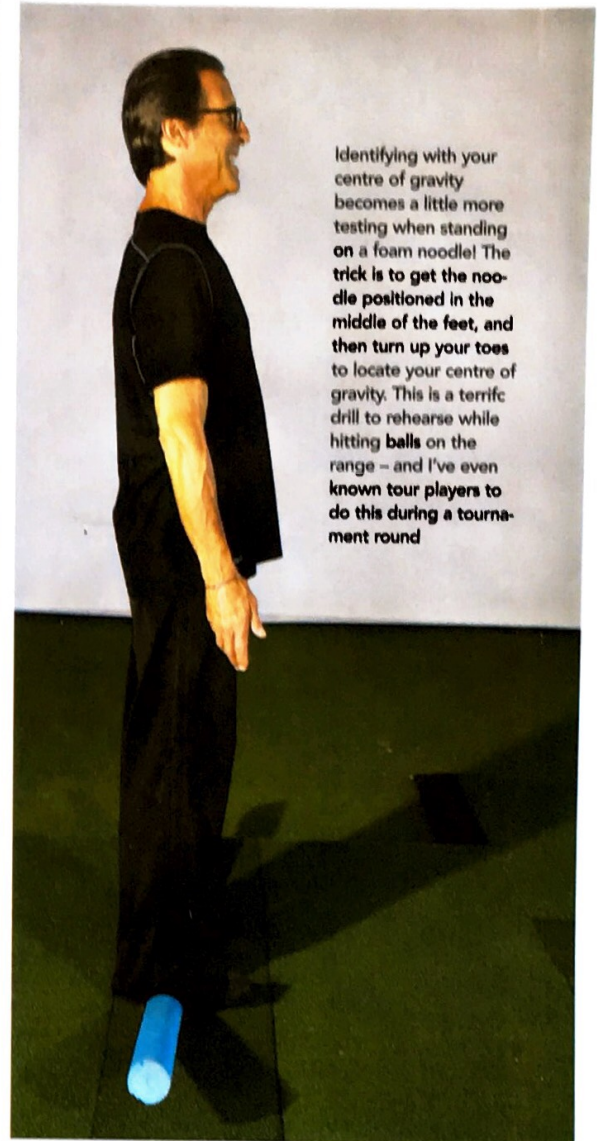 Identifying with your
centre of gravity
becomes a little more
testing when standing
on a foam noodle! The
trick is to get the noo-
dle positioned in the
middle of the feet, and
then turn up your toes
to locate your centre of
gravity. This is a terrifc
drill to rehearse while
hitting balls on the
range – and I've even
known tour players to
do this during a tourna-
ment round